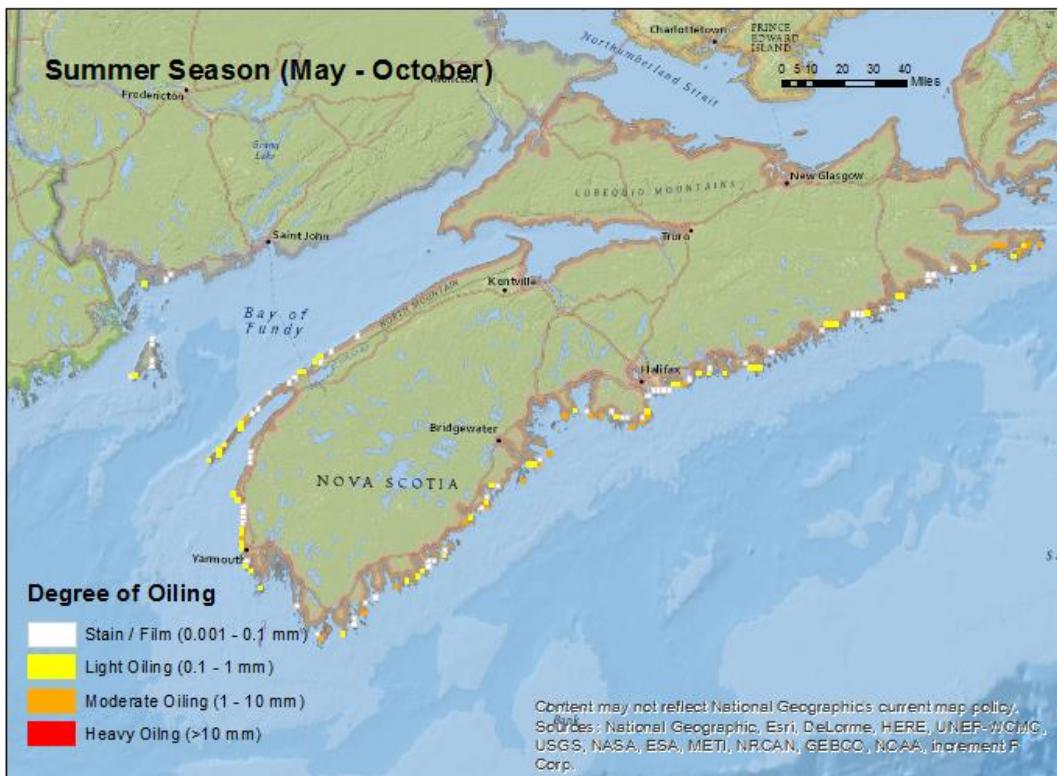 Summer Season (May - October)
Charlottetown
PRINCE
EDWARD
ISLAND
Northumberland Strait
0 5 10 20 30 40
Miles
Fredericton
Grand
Lake
New Glasgow
COBEQUID MOUNTAINS
Saint John
Truro
Kentville
NORTH MOUNTAIN
Bay of
Fundy
Halifax
Bridgewater
NOVA SCOTIA
Yarmouth
Degree of Oiling
Stain / Film (0.001 - 0.1 mm)
Light Oiling (0.1 - 1 mm)
Moderate Oiling (1 - 10 mm)
Heavy Oilng (>10 mm)
Content may not reflect National Geographic's current map policy.
Sources: National Geographic, Esri, DeLorme, HERE, UNEP-WCMC,
USGS, NASA, ESA, METI, NRCAN, GEBCO, NOAA, increment P
Corp.